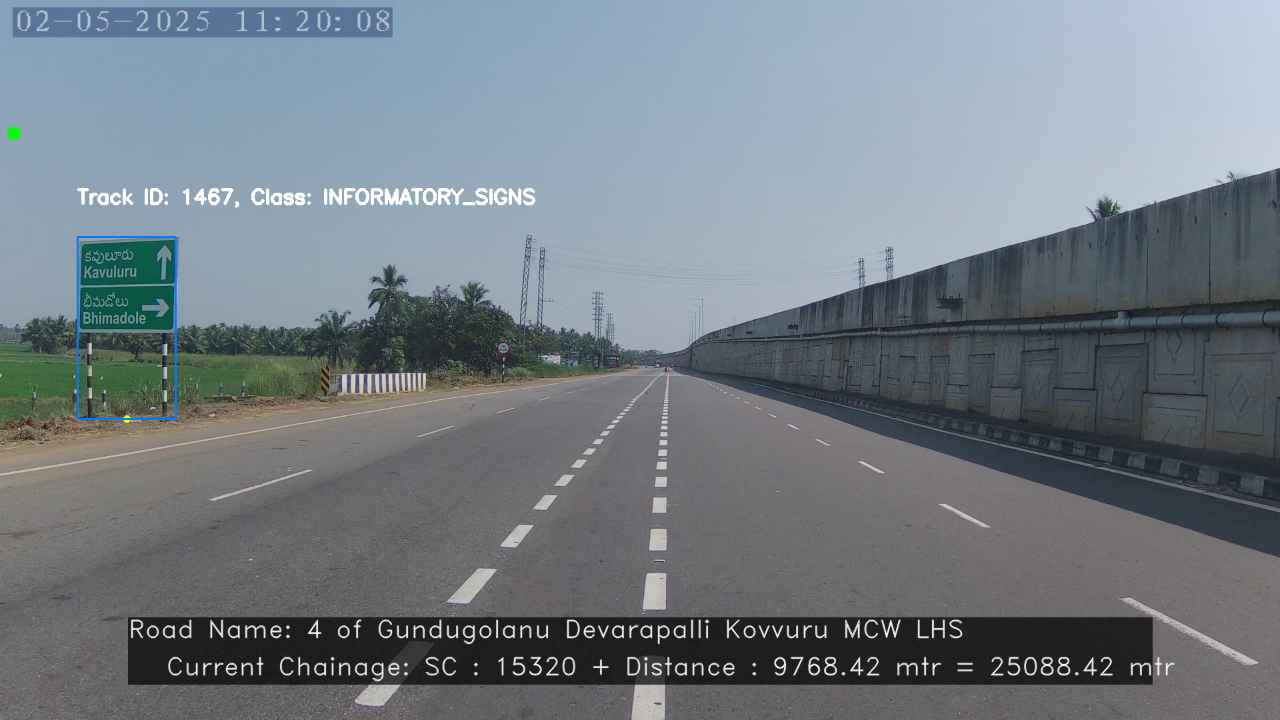 02-05-2025 11:20:08
Track ID: 1467, Class: INFORMATORY_SIGNS
కవులూరు
Kavuluru
భీమడోలు
Bhimadole
Road Name: 4 of Gundugolanu Devarapalli Kovvuru MCW LHS
Current Chainage: SC : 15320 + Distance : 9768.42 mtr = 25088.42 mtr